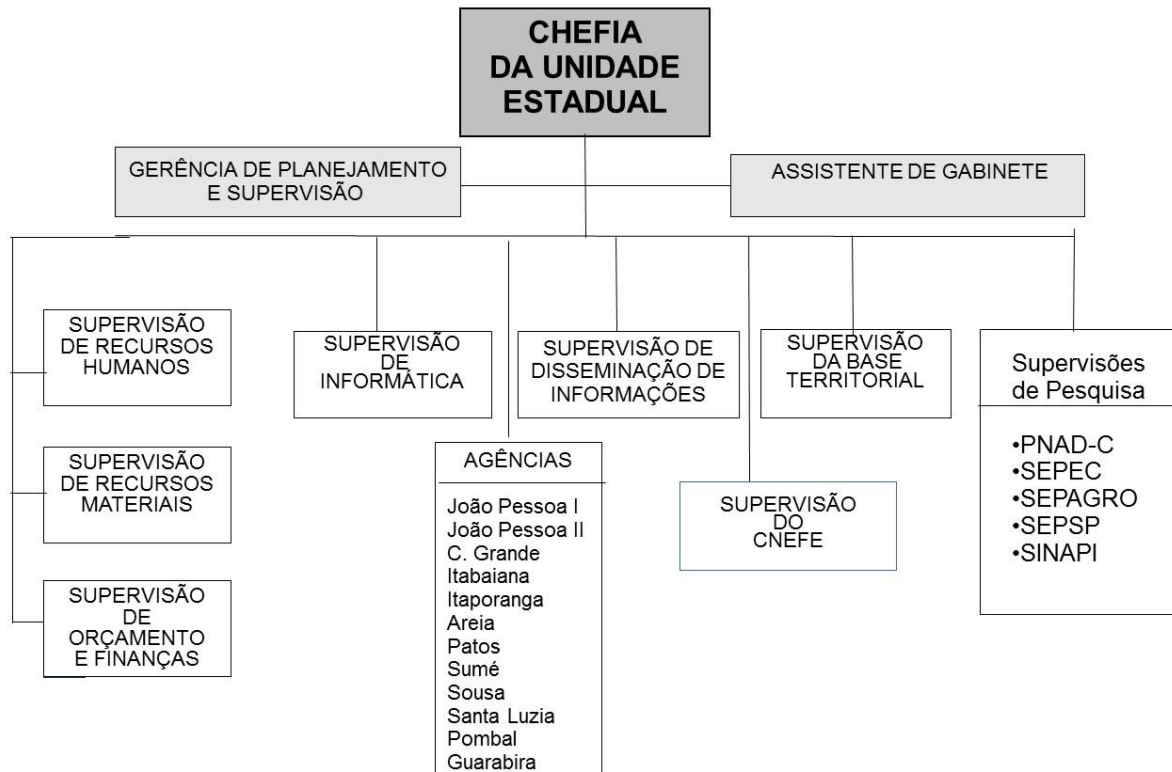 CHEFIA
DA UNIDADE
ESTADUAL
GERÊNCIA DE PLANEJAMENTO
E SUPERVISÃO
ASSISTENTE DE GABINETE
SUPERVISÃO
DE RECURSOS
HUMANOS
SUPERVISÃO
DE RECURSOS
MATERIAIS
SUPERVISÃO
DE
ORÇAMENTO
E FINANÇAS
SUPERVISÃO
DE
INFORMÁTICA
AGÊNCIAS
João Pessoa I
João Pessoa II
C. Grande
Itabaiana
Itaporanga
Areia
Patos
Sumé
Sousa
Santa Luzia
Pombal
Guarabira
SUPERVISÃO DE
DISSEMINAÇÃO DE
INFORMAÇÕES
SUPERVISÃO
DO
CNEFE
SUPERVISÃO
DA BASE
TERRITORIAL
Supervisões
de Pesquisa
•PNAD-C
•SEPEC
•SEPAGRO
•SEPSP
•SINAPI